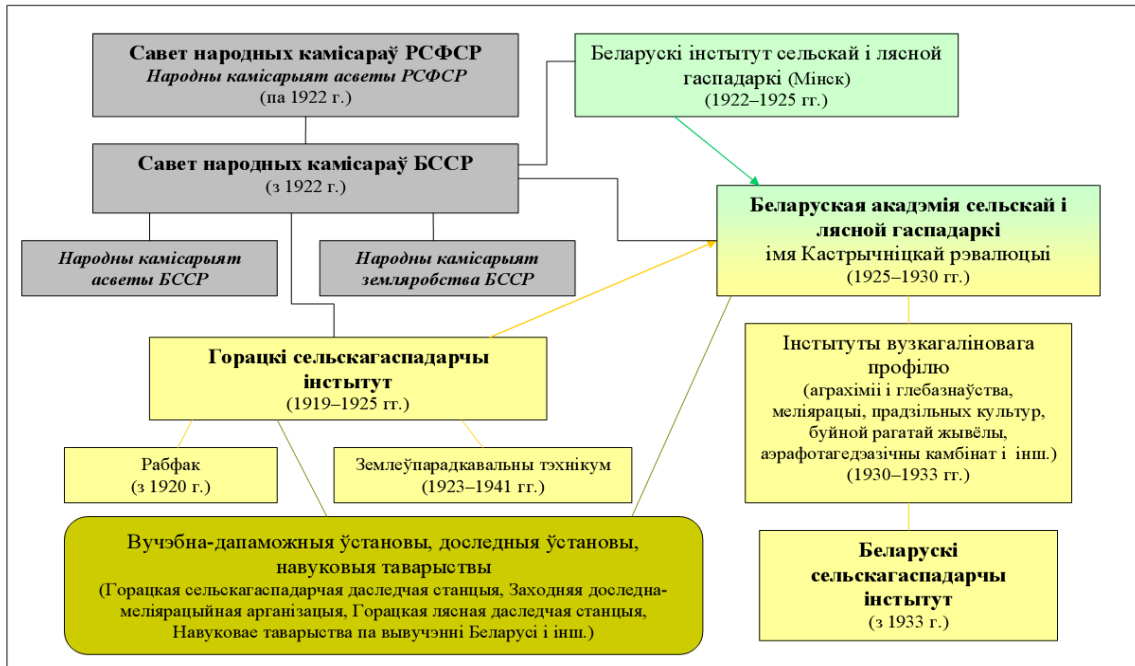 Савет народных камісараў РСФСР
Народны камісарыят асветы РСФСР
(па 1922 г.)
Беларускі інстытут сельскай і лясной
гаспадаркі (Мінск)
(1922–1925 гг.)
Савет народных камісараў БССР
(з 1922 г.)
Беларуская акадэмія сельскай і
лясной гаспадаркі
імя Кастрычніцкай рэвалюцыі
(1925–1930 гг.)
Народны камісарыят
асветы БССР
Народны камісарыят
земляробства БССР
Горацкі сельскагаспадарчы
інстытут
(1919–1925 гг.)
Інстытуты вузкагаліновага
профілю
(аграхіміі і глебазнаўства,
меліярацыі, прадзільных культур,
буйной рагатай жывёлы,
аэрафотагедэазічны камбінат і інш.)
(1930–1933 гг.)
Рабфак
(з 1920 г.)
Землеўпарадкавальны тэхнікум
(1923–1941 гг.)
Вучэбна-дапаможныя ўстановы, доследныя ўстановы,
навуковыя таварыствы
(Горацкая сельскагаспадарчая даследчая станцыя, Заходняя доследна-
меліярацыйная арганізацыя, Горацкая лясная даследчая станцыя,
Навуковае таварыства па вывучэнні Беларусі і інш.)
Беларускі
сельскагаспадарчы
інстытут
(з 1933 г.)